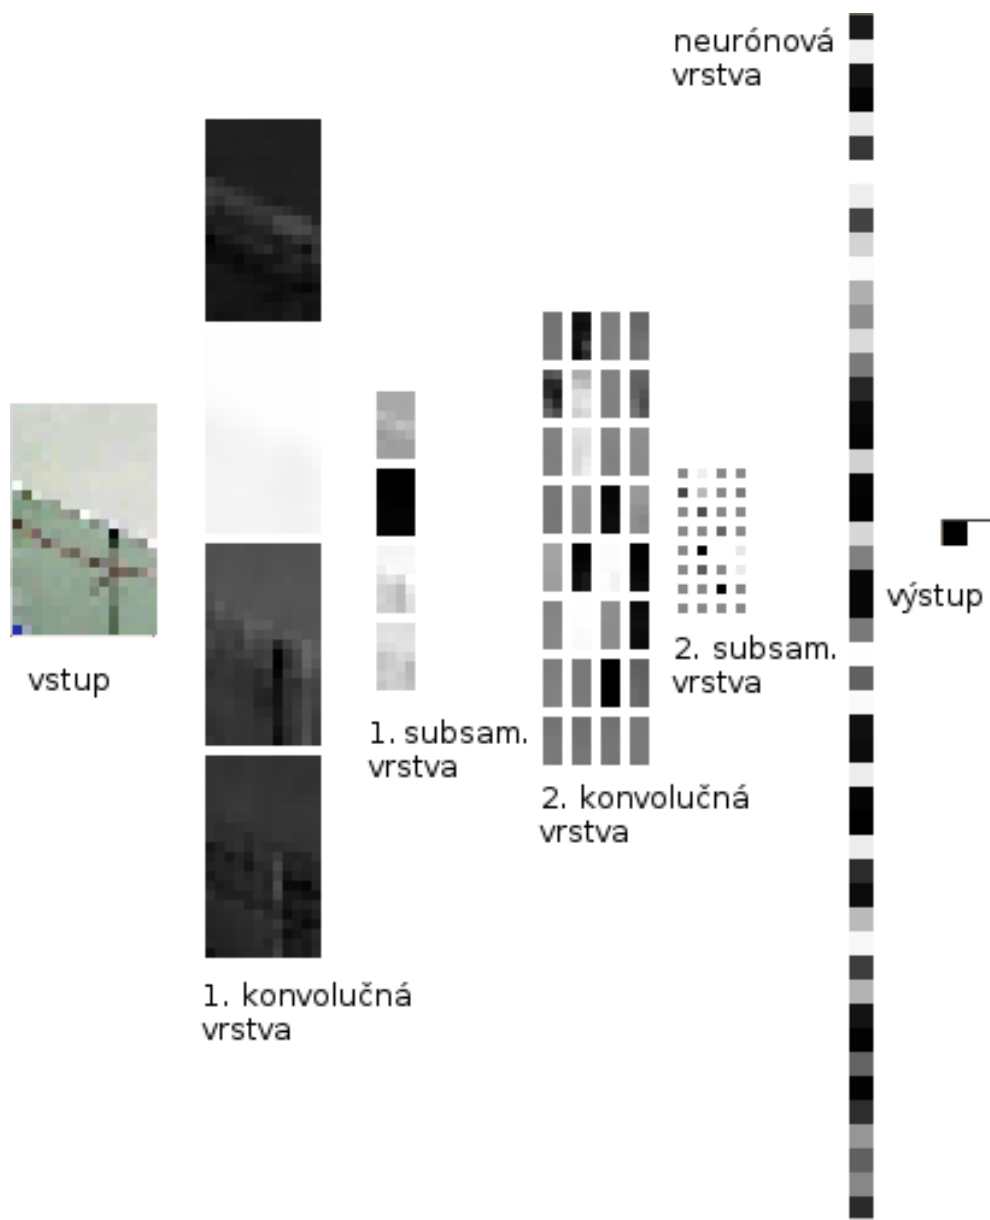 neurónová
vrstva
vstup
1. konvolučná
vrstva
1. subsam.
vrstva
2. konvolučná
vrstva
2. subsam.
vrstva
výstup